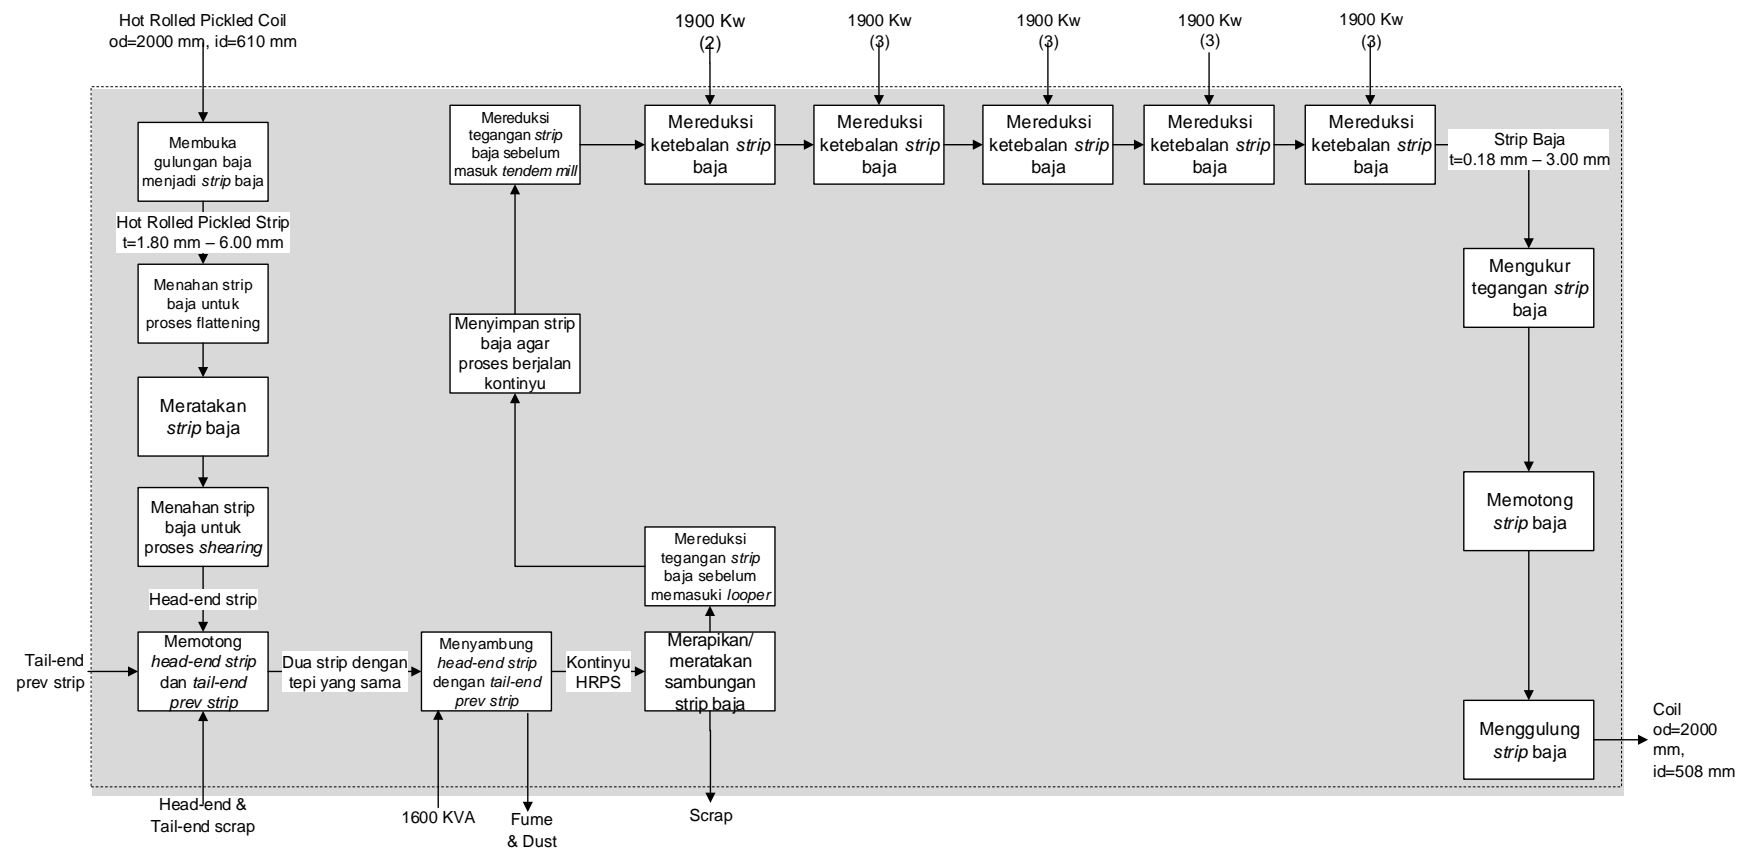 Hot Rolled Pickled Coil
od=2000 mm, id=610 mm
1900 Kw
(2)
1900 Kw
(3)
1900 Kw
(3)
1900 Kw
(3)
1900 Kw
(3)
Membuka
gulungan baja
menjadi strip baja
Hot Rolled Pickled Strip
t=1.80 mm – 6.00 mm
Menahan strip
baja untuk
proses flattening
Meratakan
strip baja
Menahan strip
baja untuk
proses shearing
Head-end strip
Tail-end
prev strip
Memotong
head-end strip
dan tail-end
prev strip
Head-end &
Tail-end scrap
Dua strip dengan
tepi yang sama
Menyambung
head-end strip
dengan tail-end
prev strip
1600 KVA
Fume
& Dust
Kontinyu
HRPS
Merapikan/
meratakan
sambungan
strip baja
Scrap
Mereduksi
tegangan strip
baja sebelum
memasuki looper
Menyimpan strip
baja agar
proses berjalan
kontinyu
Mereduksi
tegangan strip
baja sebelum
masuk tendem mill
Mereduksi
ketebalan strip
baja
Mereduksi
ketebalan strip
baja
Mereduksi
ketebalan strip
baja
Mereduksi
ketebalan strip
baja
Mereduksi
ketebalan strip
baja
Strip Baja
t=0.18 mm – 3.00 mm
Mengukur
tegangan strip
baja
Memotong
strip baja
Menggulung
strip baja
Coil
od=2000
mm,
id=508 mm